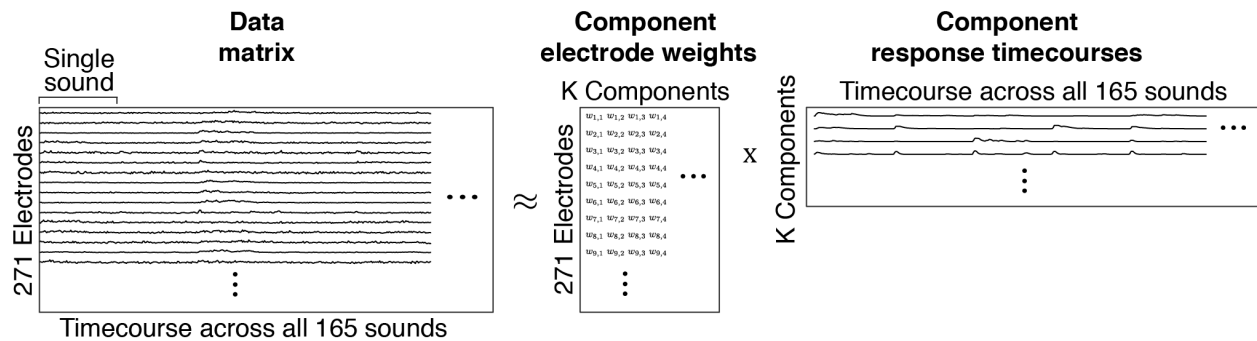 Data
matrix
Component
electrode weights
Component
response timecourses
Single
sound
271 Electrodes
Timecourse across all 165 sounds
≈
K Components
271 Electrodes
w1,1 w1,2 w1,3 w1,4
w2,1 w2,2 w2,3 w2,4
w3,1 w3,2 w3,3 w3,4
w4,1 w4,2 w4,3 w4,4
w5,1 w5,2 w5,3 w5,4
w6,1 w6,2 w6,3 w6,4
w7,1 w7,2 w7,3 w7,4
w8,1 w8,2 w8,3 w8,4
w9,1 w9,2 w9,3 w9,4
x
K Components
Timecourse across all 165 sounds